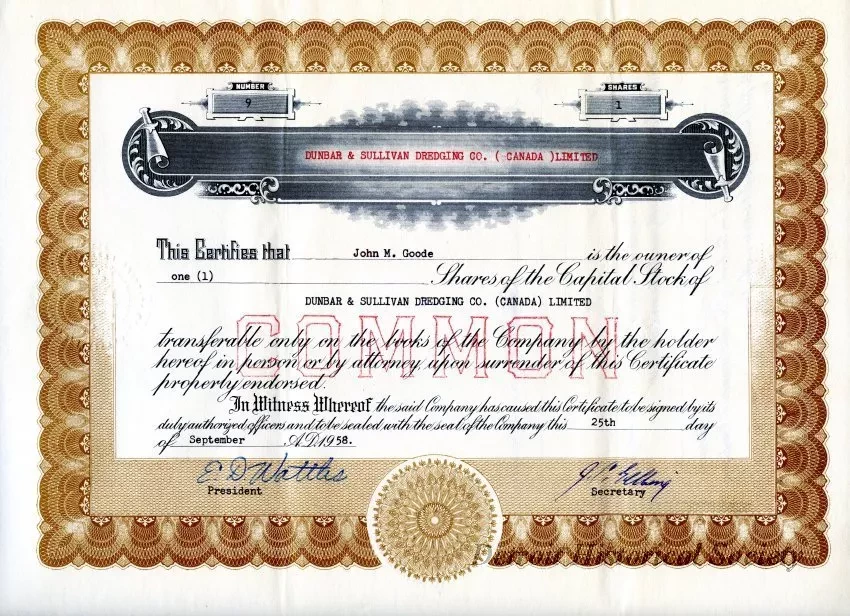 NUMBER
9
SHARES
1
DUNBAR & SULLIVAN DREDGING CO. ( CANADA )LIMITED
This Certifies that John M. Goode is the owner of
one (1) Shares of the Capital Stock of
DUNBAR & SULLIVAN DREDGING CO. (CANADA) LIMITED
COMMON
transferable only on the books of the Company by the holder
hereof in person or by attorney upon surrender of this Certificate
properly endorsed.
In Witness Whereof the said Company has caused this Certificate to be signed by its
duly authorized officers and to be sealed with the seal of the Company this 25th day
of September A.D.1958.
E D Wattles
President
Secretary
Detroit Historical Society